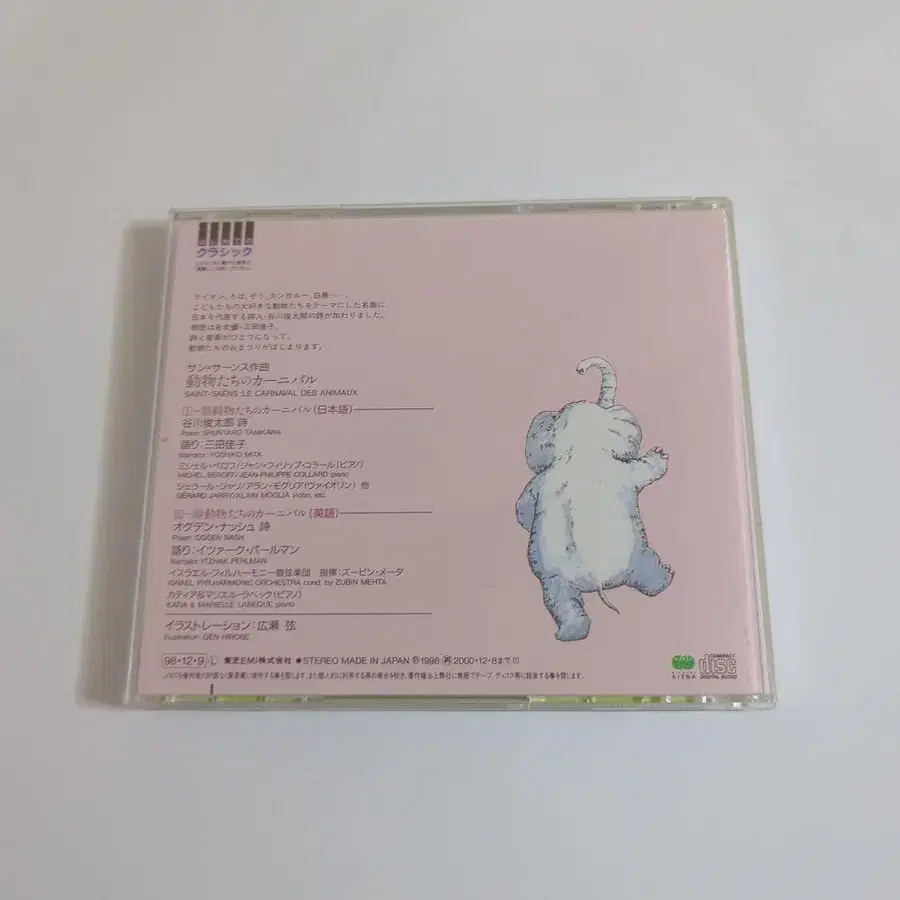 はじめての
クラシック
ライオン、ろば、ぞう、カンガルー、白鳥……。
こどもたちの大好きな動物たちをテーマにした名曲に、
日本を代表する詩人・谷川俊太郎の詩が加わりました。
朗読は名女優・三田佳子。
詩と音楽がひとつになって、
動物たちのおまつりがはじまります。
サン=サーンス作曲
動物たちのカーニバル
SAINT-SAËNS:LE CARNAVAL DES ANIMAUX
動物たちのカーニバル(日本語)
谷川俊太郎 詩
Poem: SHUNTARO TANIKAWA
語り:三田佳子
Narrator: YOSHIKO MITA
ミシェル・ベロフ/ジャン=フィリップ・コラール(ピアノ)
MICHEL BEROFF/JEAN-PHILIPPE COLLARD piano
ジェラール・ジャリ/アラン・モグリア(ヴァイオリン) 他
GÉRARD JARRY/ALAIN MOGLIA violin, etc.
動物たちのカーニバル(英語)
オグデン・ナッシュ 詩
Poem: OGDEN NASH
語り:イツァーク・パールマン
Narrator: ITZHAK PERLMAN
イスラエル・フィルハーモニー管弦楽団 指揮:ズービン・メータ
ISRAEL PHILHARMONIC ORCHESTRA cond. by ZUBIN MEHTA
カティア&マリエル・ラベック(ピアノ)
KATIA & MARIELLE LABEQUE piano
イラストレーション:広瀬 弦
Illustration: GEN HIROSE
98・12・9 Ⓛ 東芝EMI株式会社 ●STEREO MADE IN JAPAN Ⓟ1998 ㊢2000・12・8まで
COMPACT
disc
DIGITAL AUDIO